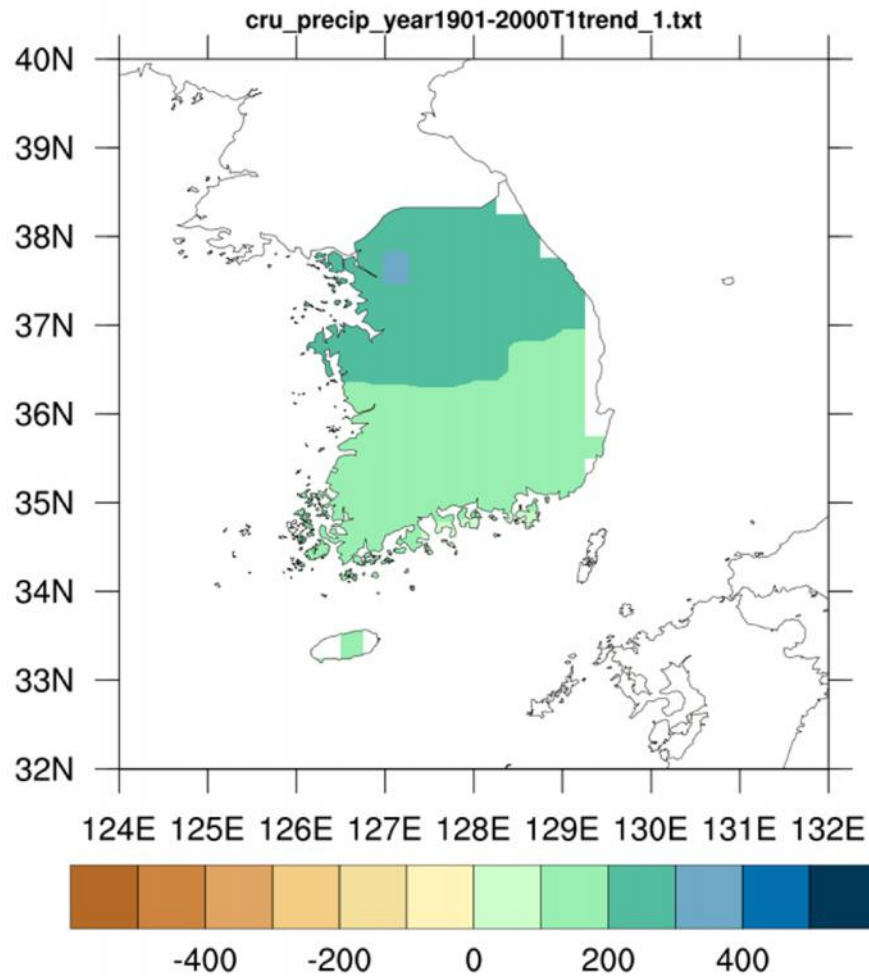 cru_precip_year1901-2000T1trend_1.txt
40N
39N
38N
37N
36N
35N
34N
33N
32N
124E 125E 126E 127E 128E 129E 130E 131E 132E
-400 -200 0 200 400